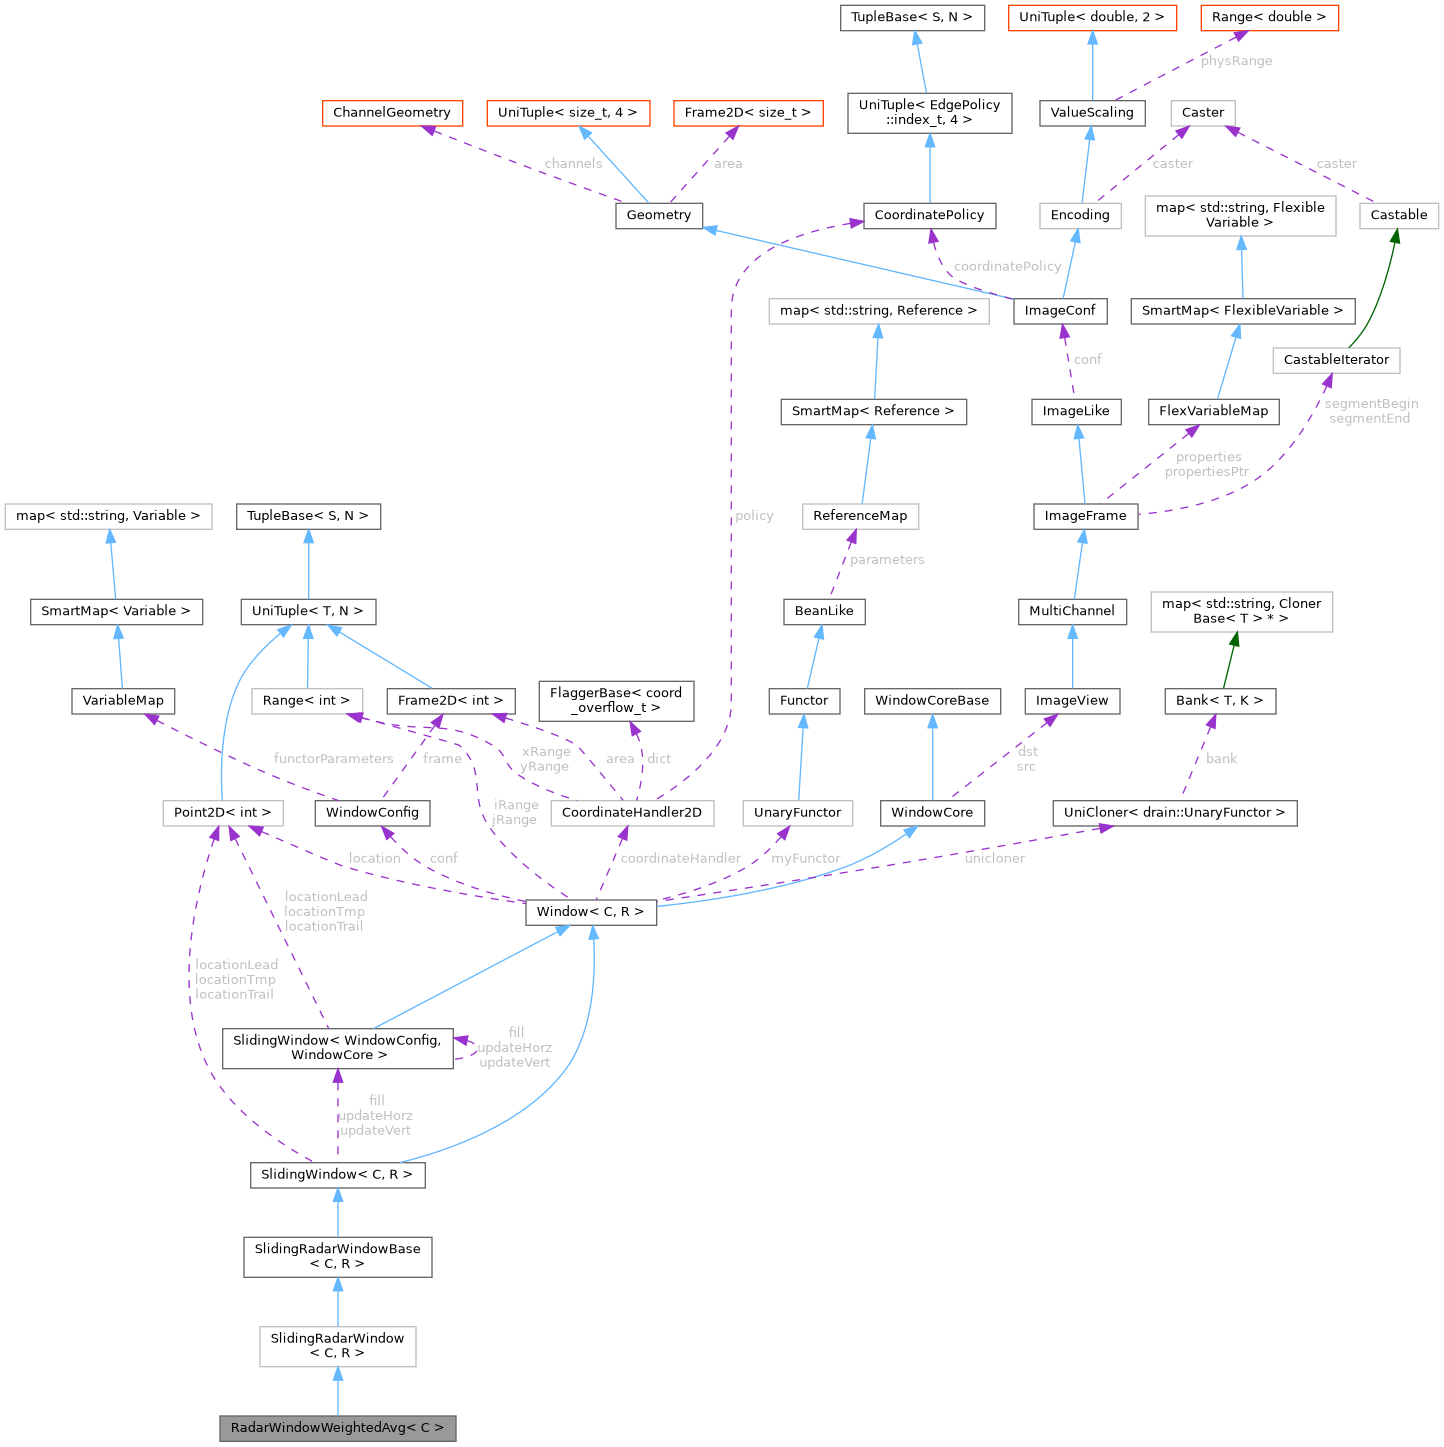 TupleBase< S, N >
UniTuple< double, 2 >
Range< double >
physRange
ChannelGeometry
UniTuple< size_t, 4 >
Frame2D< size_t >
UniTuple< EdgePolicy
::index_t, 4 >
ValueScaling
Caster
channels
area
caster
caster
Geometry
CoordinatePolicy
Encoding
map< std::string, Flexible
Variable >
Castable
coordinatePolicy
map< std::string, Reference >
ImageConf
SmartMap< FlexibleVariable >
conf
CastableIterator
SmartMap< Reference >
ImageLike
FlexVariableMap
segmentBegin
segmentEnd
properties
propertiesPtr
map< std::string, Variable >
TupleBase< S, N >
policy
ReferenceMap
ImageFrame
parameters
SmartMap< Variable >
UniTuple< T, N >
BeanLike
MultiChannel
map< std::string, Cloner
Base< T > * >
VariableMap
Range< int >
Frame2D< int >
FlaggerBase< coord
_overflow_t >
Functor
WindowCoreBase
ImageView
Bank< T, K >
functorParameters
frame
xRange
yRange
area
dict
dst
src
bank
Point2D< int >
WindowConfig
iRange
jRange
CoordinateHandler2D
UnaryFunctor
WindowCore
UniCloner< drain::UnaryFunctor >
location
conf
coordinateHandler
myFunctor
unicloner
locationLead
locationTmp
locationTrail
Window< C, R >
locationLead
locationTmp
locationTrail
SlidingWindow< WindowConfig,
WindowCore >
fill
updateHorz
updateVert
fill
updateHorz
updateVert
SlidingWindow< C, R >
SlidingRadarWindowBase
< C, R >
SlidingRadarWindow
< C, R >
RadarWindowWeightedAvg< C >